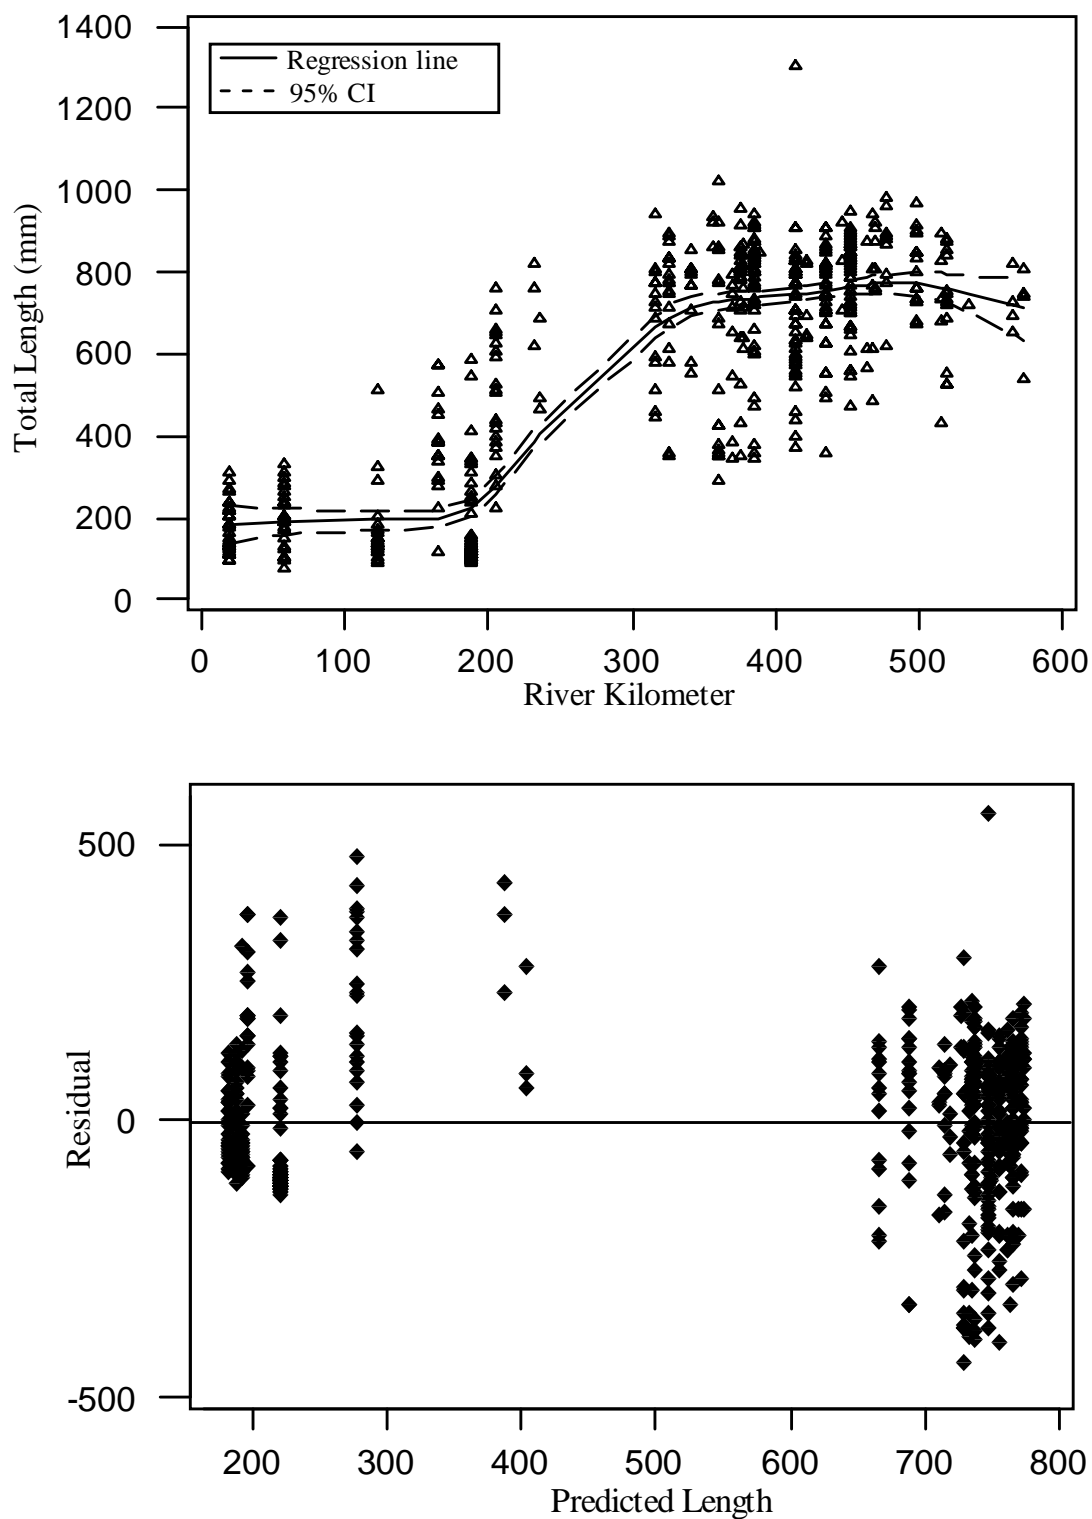 1400
1200
1000
800
600
400
200
0
Regression line
95% CI
Total Length (mm)
0 100 200 300 400 500 600
River Kilometer
500
0
-500
Residual
200 300 400 500 600 700 800
Predicted Length